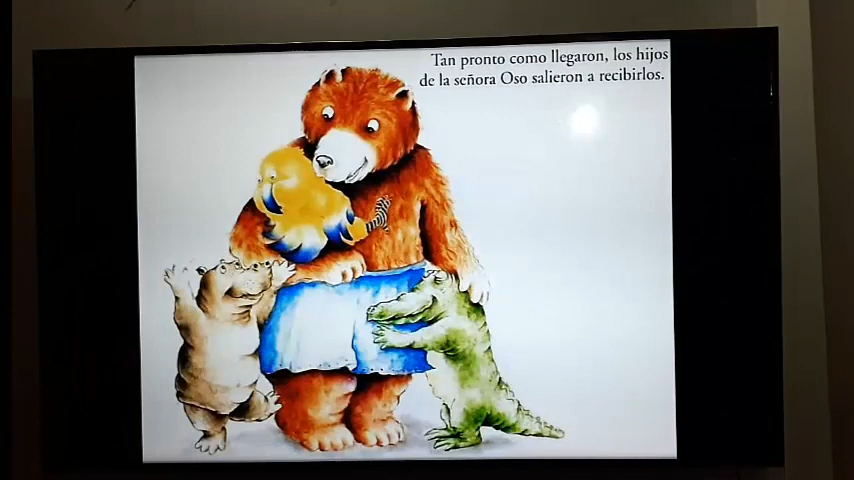 Tan pronto como llegaron, los hijos
de la señora Oso salieron a recibirlos.